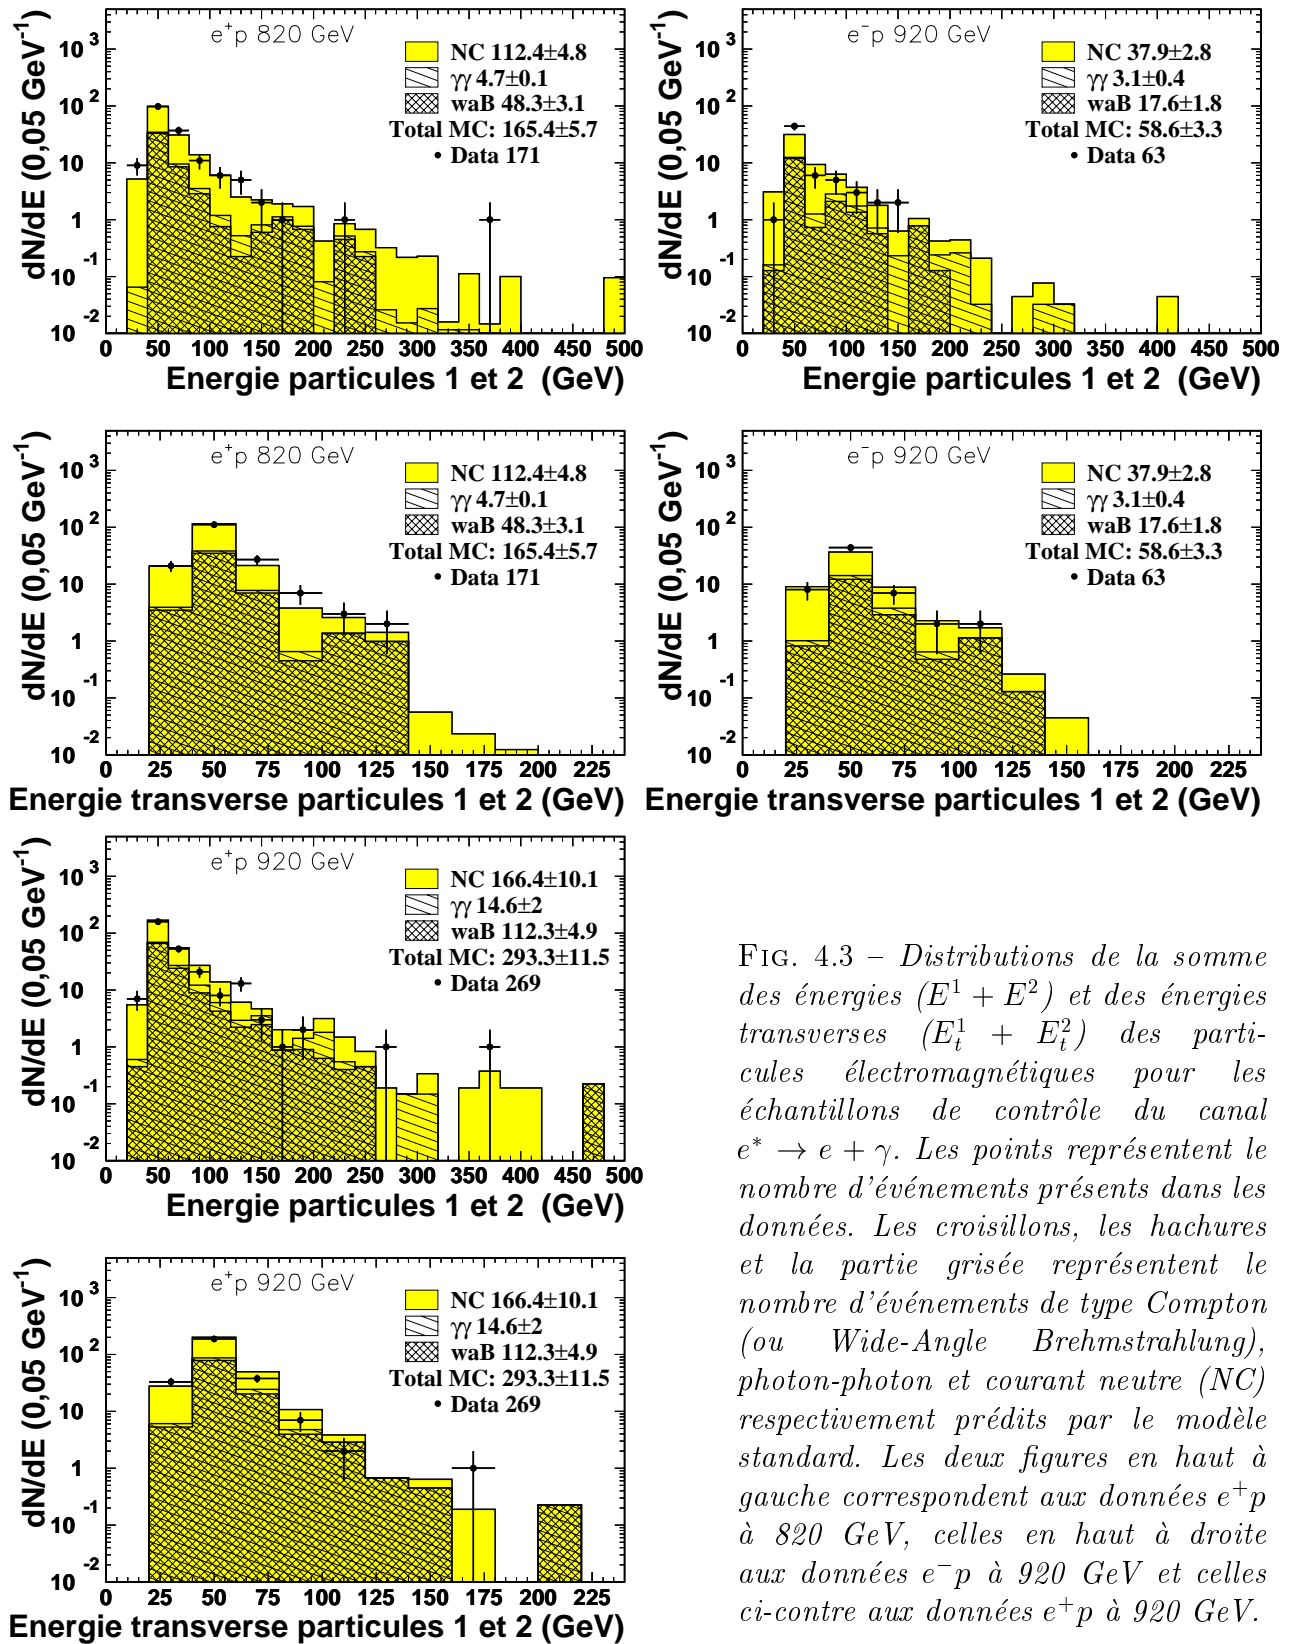 e⁺p 820 GeV
NC 112.4±4.8
γγ 4.7±0.1
waB 48.3±3.1
Total MC: 165.4±5.7
• Data 171
dN/dE (0,05 GeV⁻¹)
10³
10²
10
1
10⁻¹
10⁻²
0 50 100 150 200 250 300 350 400 450 500
Energie particules 1 et 2 (GeV)
e⁻p 920 GeV
NC 37.9±2.8
γγ 3.1±0.4
waB 17.6±1.8
Total MC: 58.6±3.3
• Data 63
dN/dE (0,05 GeV⁻¹)
10³
10²
10
1
10⁻¹
10⁻²
0 50 100 150 200 250 300 350 400 450 500
Energie particules 1 et 2 (GeV)
e⁺p 820 GeV
NC 112.4±4.8
γγ 4.7±0.1
waB 48.3±3.1
Total MC: 165.4±5.7
• Data 171
dN/dE (0,05 GeV⁻¹)
10³
10²
10
1
10⁻¹
10⁻²
0 25 50 75 100 125 150 175 200 225
Energie transverse particules 1 et 2 (GeV)
e⁻p 920 GeV
NC 37.9±2.8
γγ 3.1±0.4
waB 17.6±1.8
Total MC: 58.6±3.3
• Data 63
dN/dE (0,05 GeV⁻¹)
10³
10²
10
1
10⁻¹
10⁻²
0 25 50 75 100 125 150 175 200 225
Energie transverse particules 1 et 2 (GeV)
e⁺p 920 GeV
NC 166.4±10.1
γγ 14.6±2
waB 112.3±4.9
Total MC: 293.3±11.5
• Data 269
dN/dE (0,05 GeV⁻¹)
10³
10²
10
1
10⁻¹
10⁻²
0 50 100 150 200 250 300 350 400 450 500
Energie particules 1 et 2 (GeV)
e⁺p 920 GeV
NC 166.4±10.1
γγ 14.6±2
waB 112.3±4.9
Total MC: 293.3±11.5
• Data 269
dN/dE (0,05 GeV⁻¹)
10³
10²
10
1
10⁻¹
10⁻²
0 25 50 75 100 125 150 175 200 225
Energie transverse particules 1 et 2 (GeV)
FIG. 4.3 – Distributions de la somme
des énergies (E¹ + E²) et des énergies
transverses (Eₜ¹ + Eₜ²) des parti-
cules électromagnétiques pour les
échantillons de contrôle du canal
e* → e + γ. Les points représentent le
nombre d'événements présents dans les
données. Les croisillons, les hachures
et la partie grisée représentent le
nombre d'événements de type Compton
(ou Wide-Angle Brehmstrahlung),
photon-photon et courant neutre (NC)
respectivement prédits par le modèle
standard. Les deux figures en haut à
gauche correspondent aux données e⁺p
à 820 GeV, celles en haut à droite
aux données e⁻p à 920 GeV et celles
ci-contre aux données e⁺p à 920 GeV.